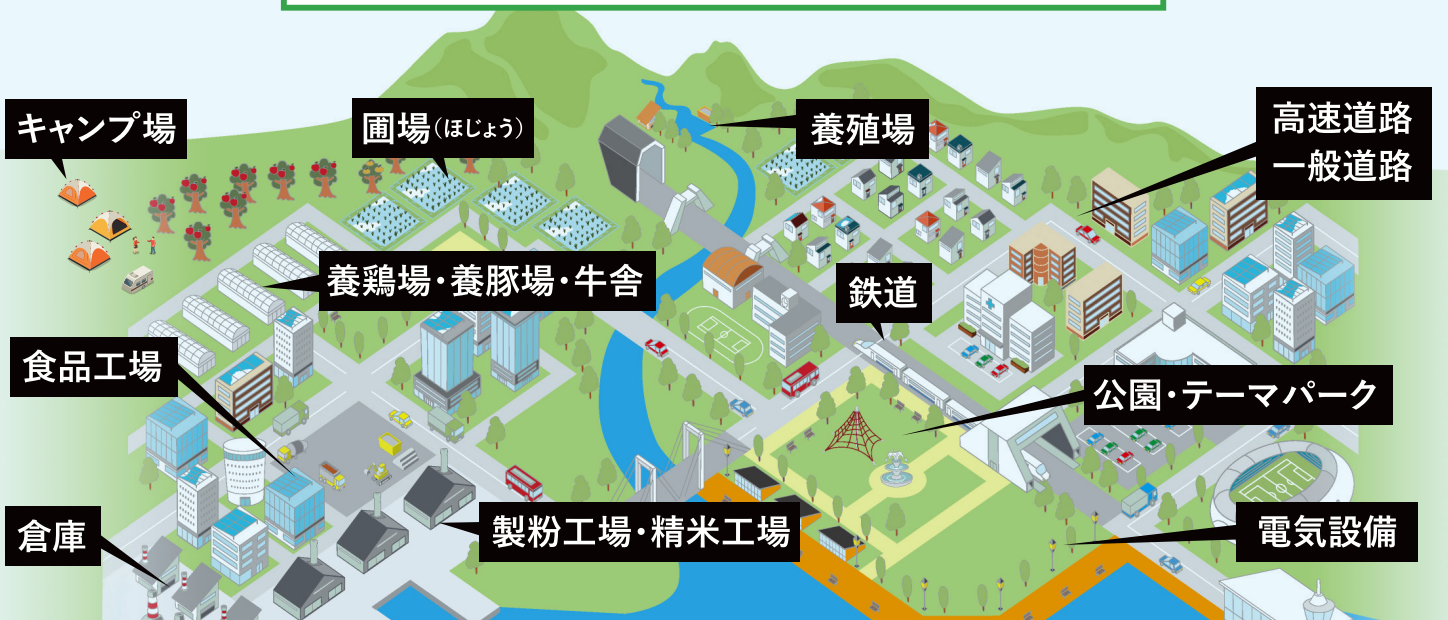 キャンプ場
圃場(ほじょう)
養殖場
高速道路
一般道路
養鶏場・養豚場・牛舎
鉄道
食品工場
公園・テーマパーク
倉庫
製粉工場・精米工場
電気設備